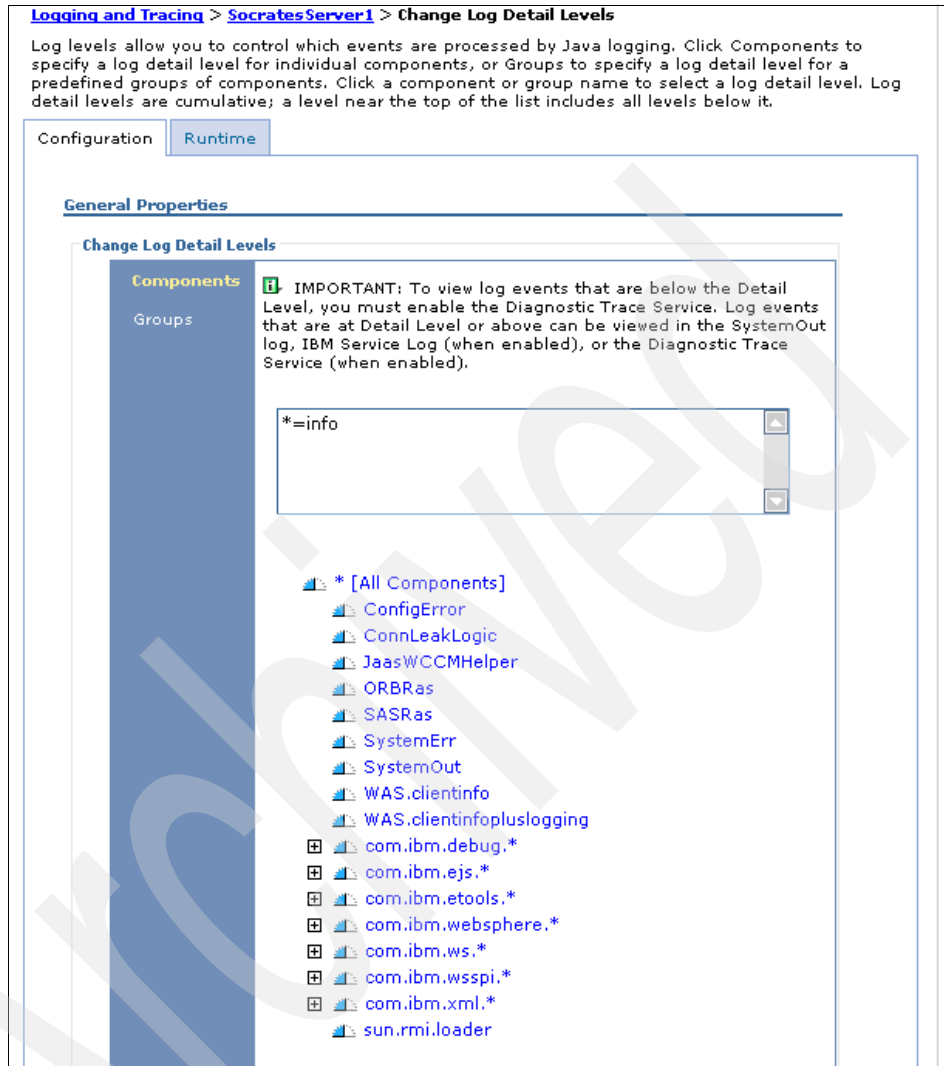 Logging and Tracing > SocratesServer1 > Change Log Detail Levels
Log levels allow you to control which events are processed by Java logging. Click Components to
specify a log detail level for individual components, or Groups to specify a log detail level for a
predefined groups of components. Click a component or group name to select a log detail level. Log
detail levels are cumulative; a level near the top of the list includes all levels below it.
Configuration Runtime
General Properties
Change Log Detail Levels
Components
Groups
IMPORTANT: To view log events that are below the Detail
Level, you must enable the Diagnostic Trace Service. Log events
that are at Detail Level or above can be viewed in the SystemOut
log, IBM Service Log (when enabled), or the Diagnostic Trace
Service (when enabled).
*=info
* [All Components]
ConfigError
ConnLeakLogic
JaasWCCMHelper
ORBRas
SASRas
SystemErr
SystemOut
WAS.clientinfo
WAS.clientinfopluslogging
com.ibm.debug.*
com.ibm.ejs.*
com.ibm.etools.*
com.ibm.websphere.*
com.ibm.ws.*
com.ibm.wsspi.*
com.ibm.xml.*
sun.rmi.loader
rchived